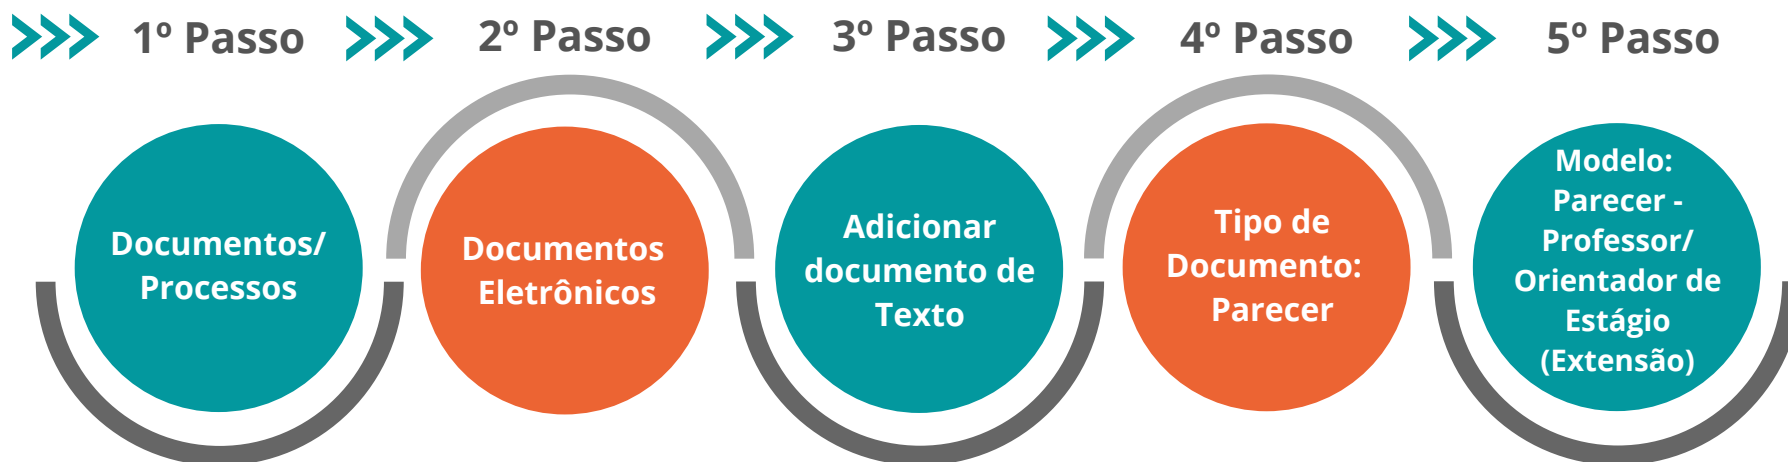 1º Passo
2º Passo
3º Passo
4º Passo
5º Passo
Documentos/
Processos
Documentos
Eletrônicos
Adicionar
documento de
Texto
Tipo de
Documento:
Parecer
Modelo:
Parecer -
Professor/
Orientador de
Estágio
(Extensão)